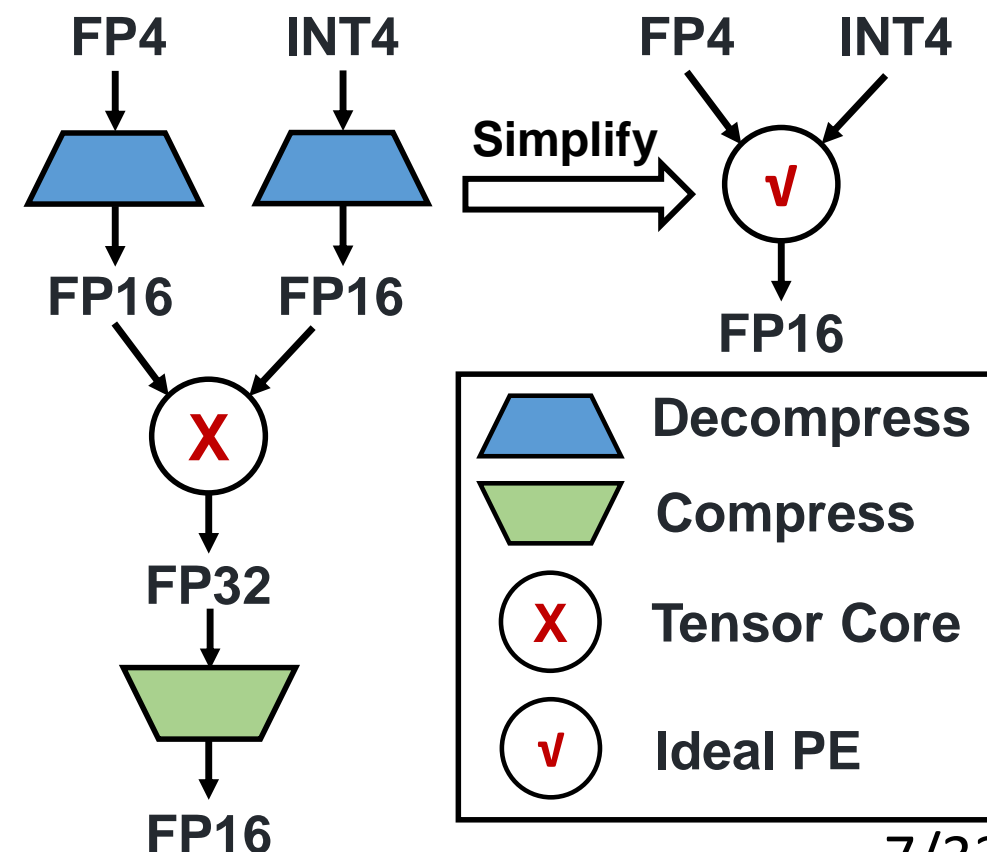 FP4 INT4
FP4 INT4
Simplify
√
FP16 FP16
FP16
X
Decompress
Compress
FP32
X Tensor Core
√ Ideal PE
FP16